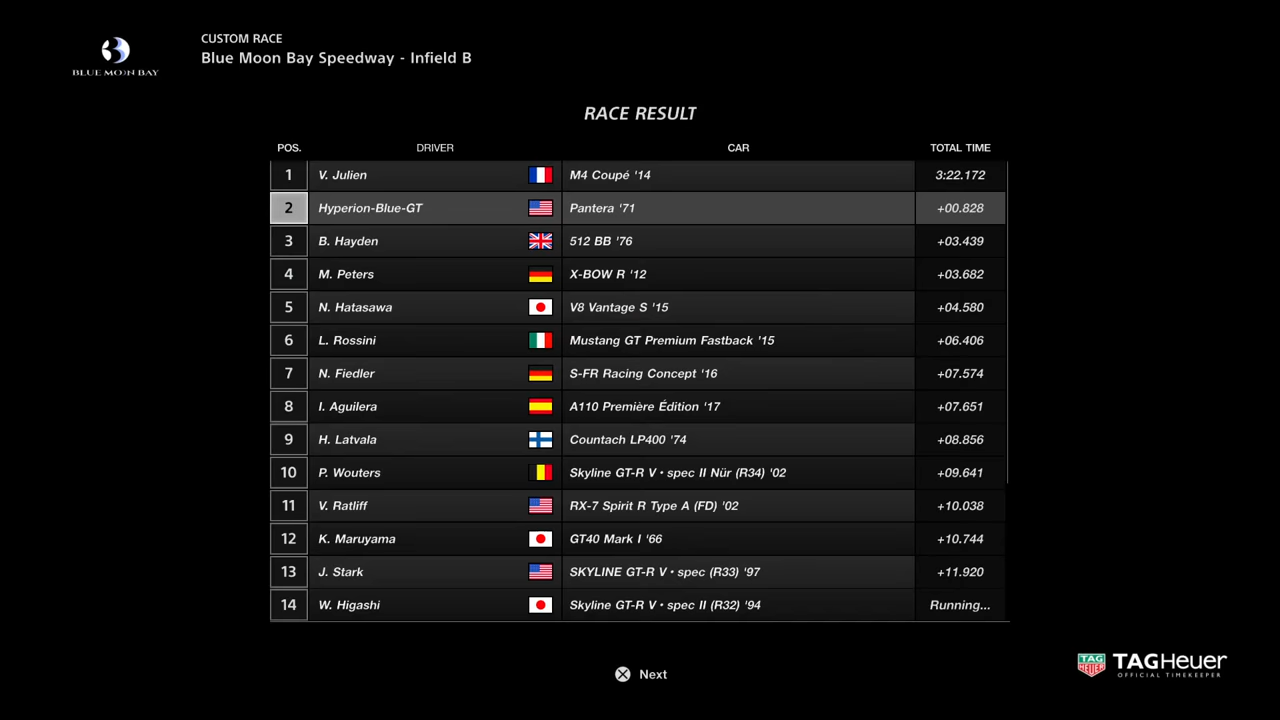 CUSTOM RACE
Blue Moon Bay Speedway - Infield B
BLUE MOON BAY
RACE RESULT
POS. DRIVER CAR TOTAL TIME
1 V. Julien M4 Coupé '14 3:22.172
2 Hyperion-Blue-GT Pantera '71 +00.828
3 B. Hayden 512 BB '76 +03.439
4 M. Peters X-BOW R '12 +03.682
5 N. Hatasawa V8 Vantage S '15 +04.580
6 L. Rossini Mustang GT Premium Fastback '15 +06.406
7 N. Fiedler S-FR Racing Concept '16 +07.574
8 I. Aguilera A110 Première Édition '17 +07.651
9 H. Latvala Countach LP400 '74 +08.856
10 P. Wouters Skyline GT-R V • spec II Nür (R34) '02 +09.641
11 V. Ratliff RX-7 Spirit R Type A (FD) '02 +10.038
12 K. Maruyama GT40 Mark I '66 +10.744
13 J. Stark SKYLINE GT-R V • spec (R33) '97 +11.920
14 W. Higashi Skyline GT-R V • spec II (R32) '94 Running...
Next
TAG HEUER TAGHeuer
OFFICIAL TIMEKEEPER